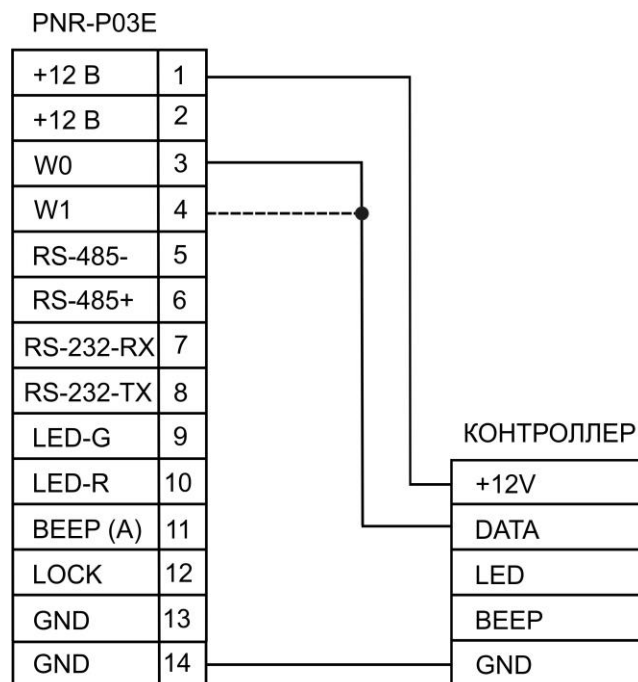 PNR-P03E
+12 В 1
+12 В 2
W0 3
W1 4
RS-485- 5
RS-485+ 6
RS-232-RX 7
RS-232-TX 8
LED-G 9
LED-R 10
BEEP (A) 11
LOCK 12
GND 13
GND 14
КОНТРОЛЛЕР
+12V
DATA
LED
BEEP
GND